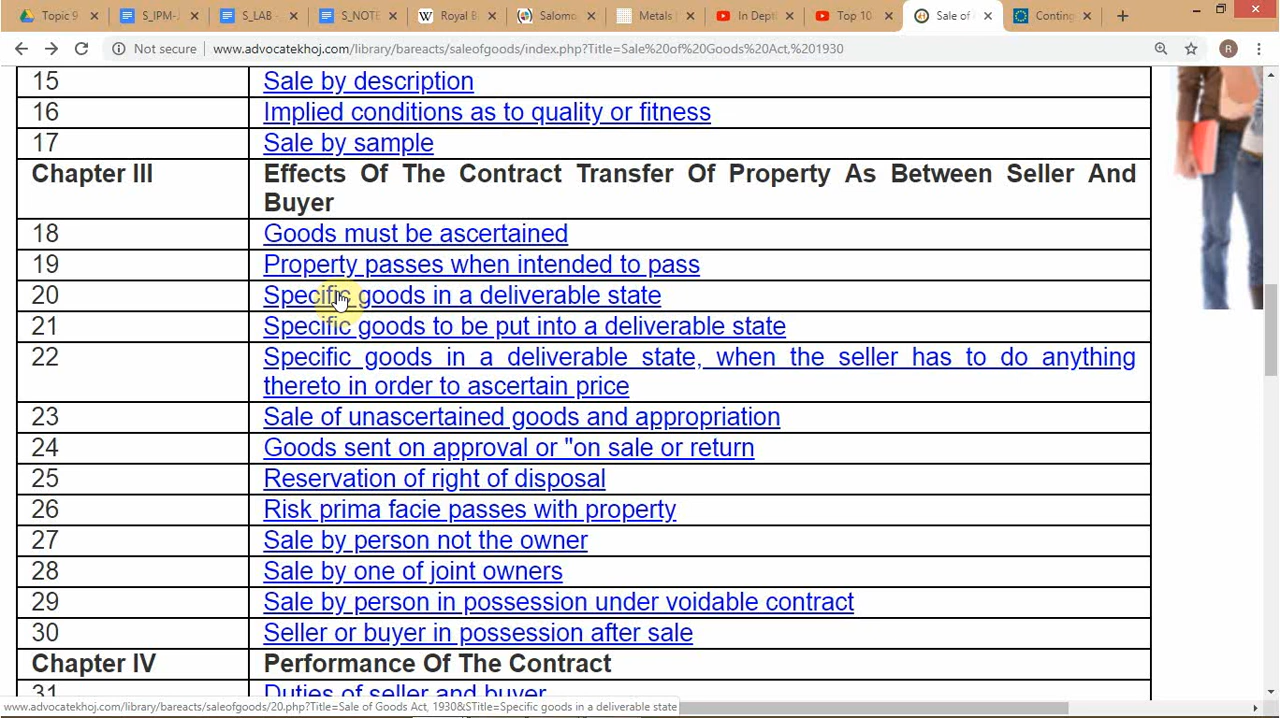 Topic 9
S_IPM-
S_LAB -
S_NOTE
Royal B
Salomo
Metals
In Dept
Top 10
Sale of
Conting
Not secure
www.advocatekhoj.com/library/bareacts/saleofgoods/index.php?Title=Sale%20of%20Goods%20Act,%201930
R
15 Sale by description
16 Implied conditions as to quality or fitness
17 Sale by sample
Chapter III Effects Of The Contract Transfer Of Property As Between Seller And
Buyer
18 Goods must be ascertained
19 Property passes when intended to pass
20 Specific goods in a deliverable state
21 Specific goods to be put into a deliverable state
22 Specific goods in a deliverable state, when the seller has to do anything
thereto in order to ascertain price
23 Sale of unascertained goods and appropriation
24 Goods sent on approval or "on sale or return
25 Reservation of right of disposal
26 Risk prima facie passes with property
27 Sale by person not the owner
28 Sale by one of joint owners
29 Sale by person in possession under voidable contract
30 Seller or buyer in possession after sale
Chapter IV Performance Of The Contract
31 Duties of seller and buyer
www.advocatekhoj.com/library/bareacts/saleofgoods/20.php?Title=Sale of Goods Act, 1930&STitle=Specific goods in a deliverable state